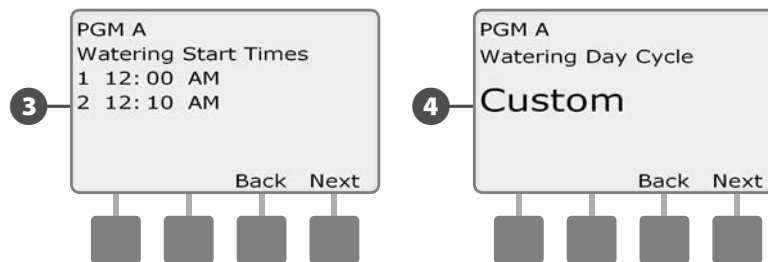 3
PGM A
Watering Start Times
1 12:00 AM
2 12:10 AM
Back Next
4
PGM A
Watering Day Cycle
Custom
Back Next